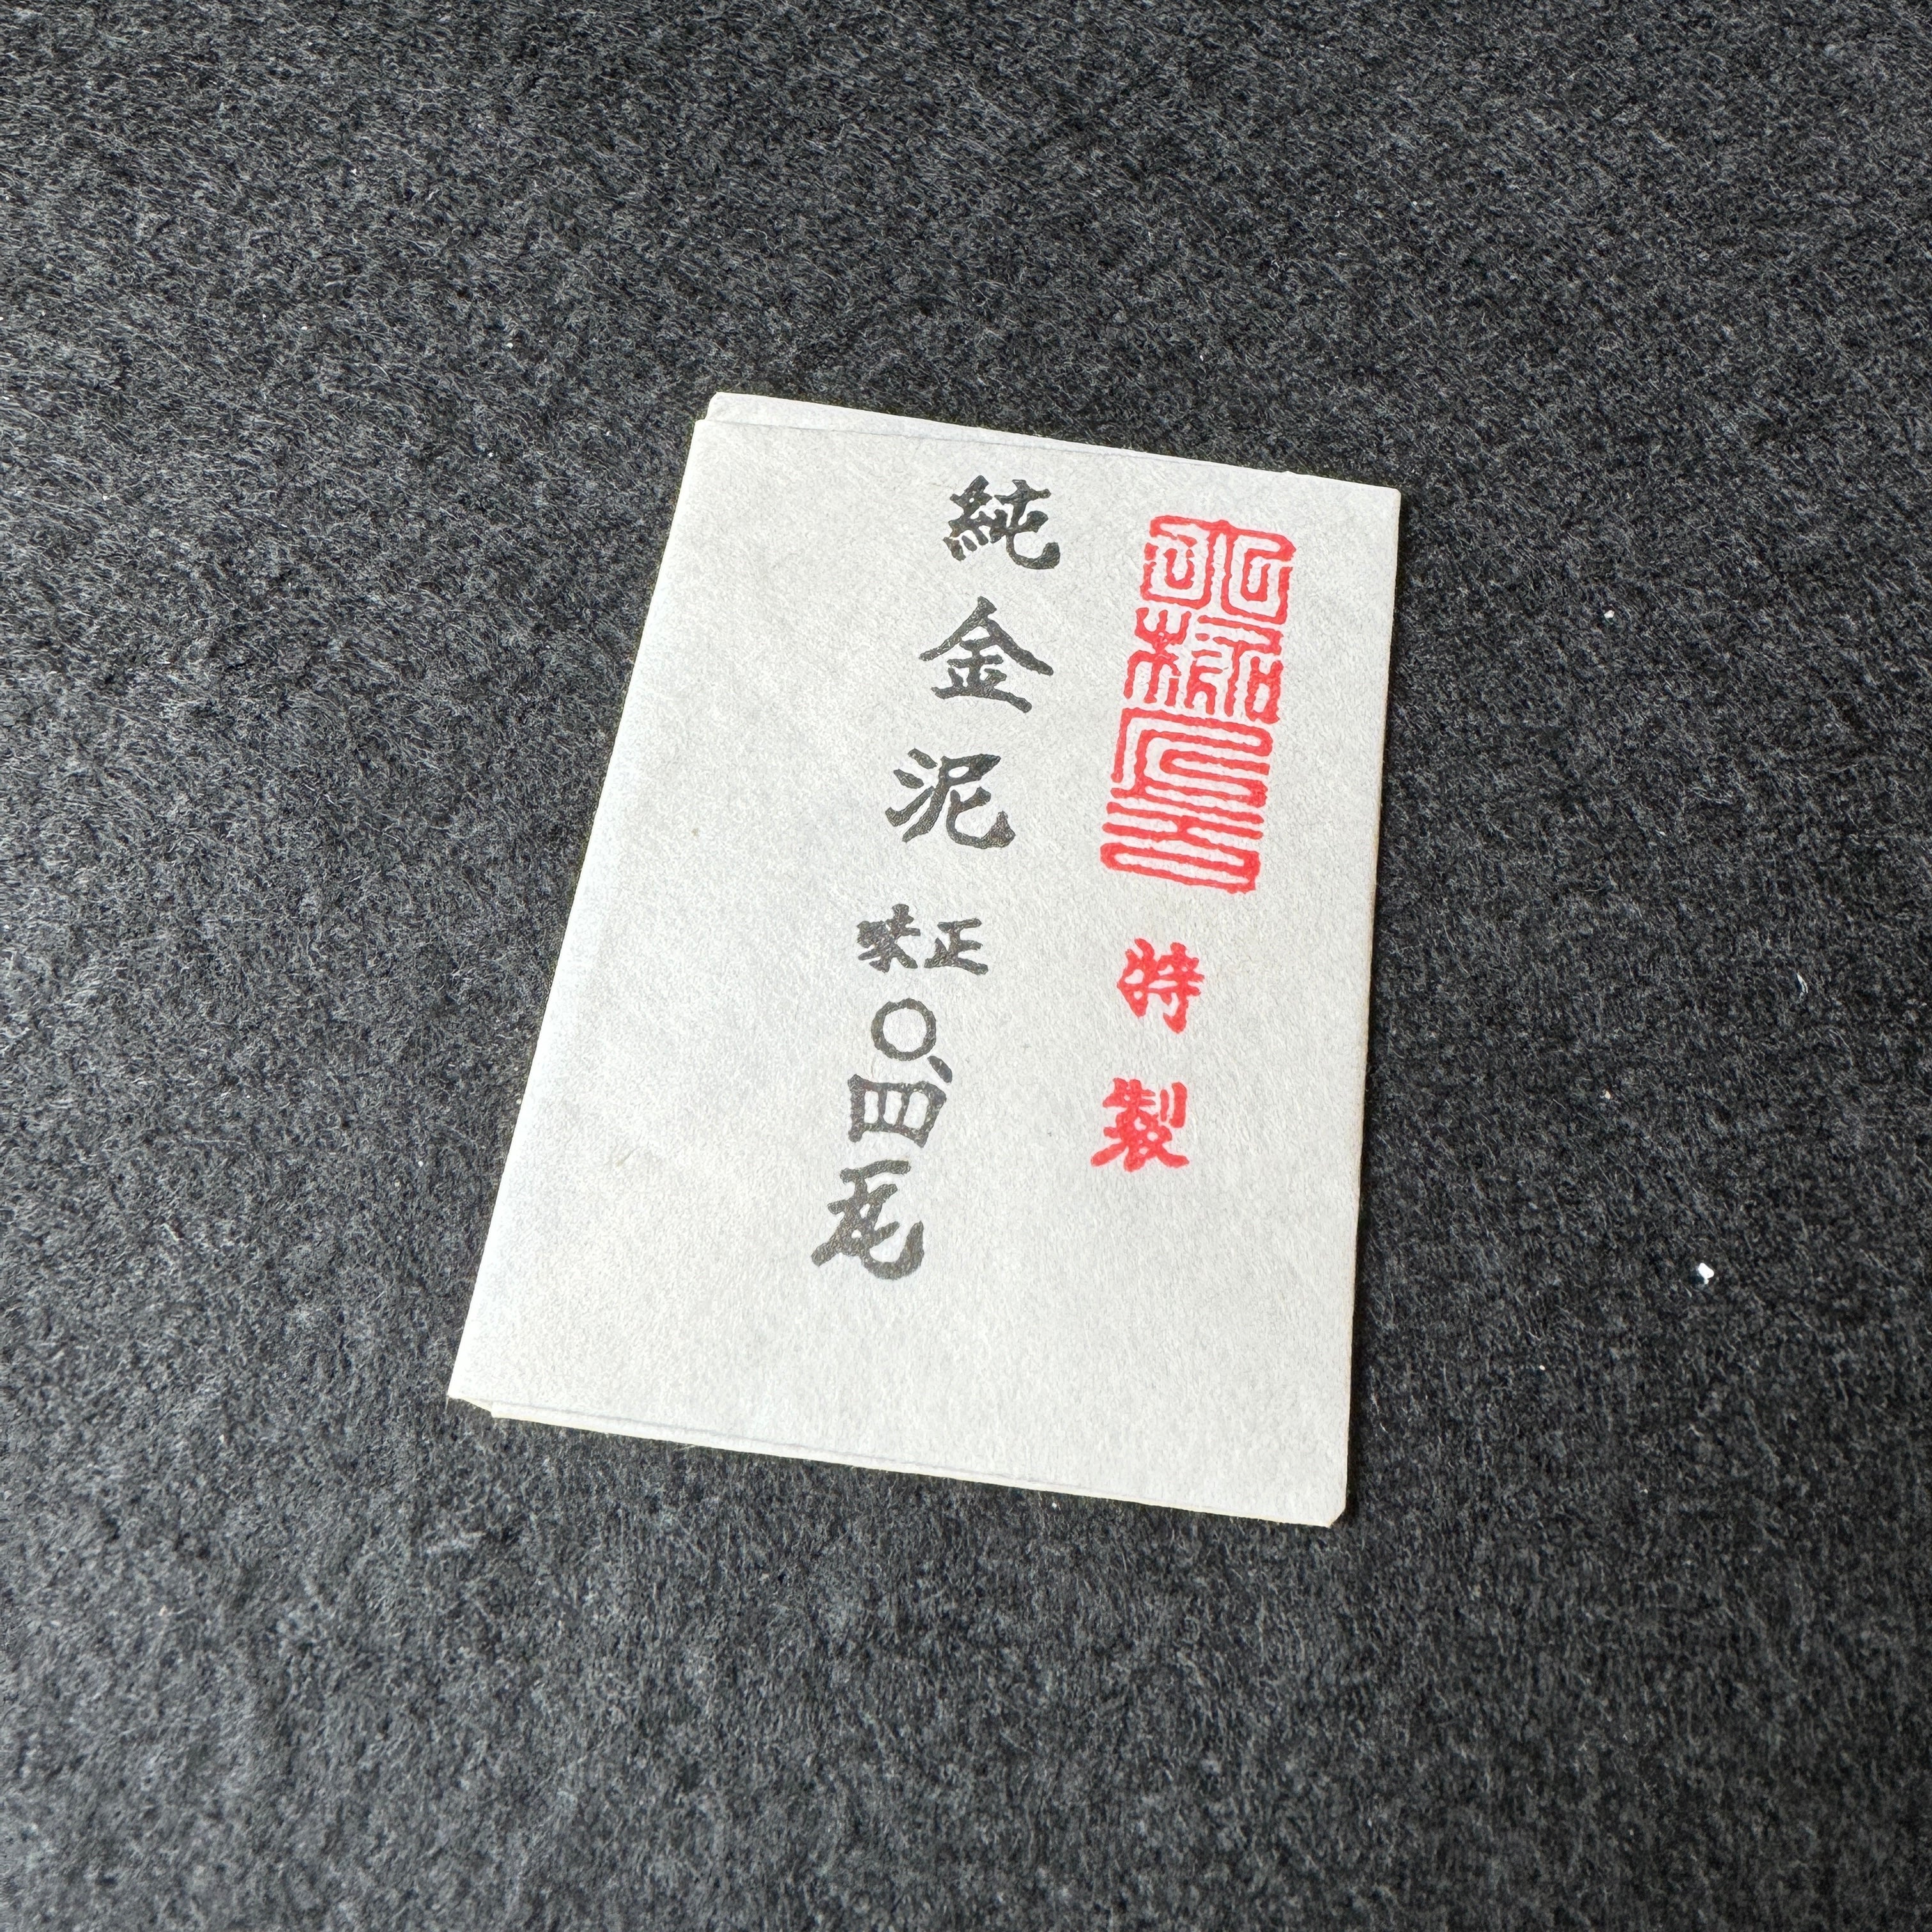 特製
純金泥 正味 〇、四瓦